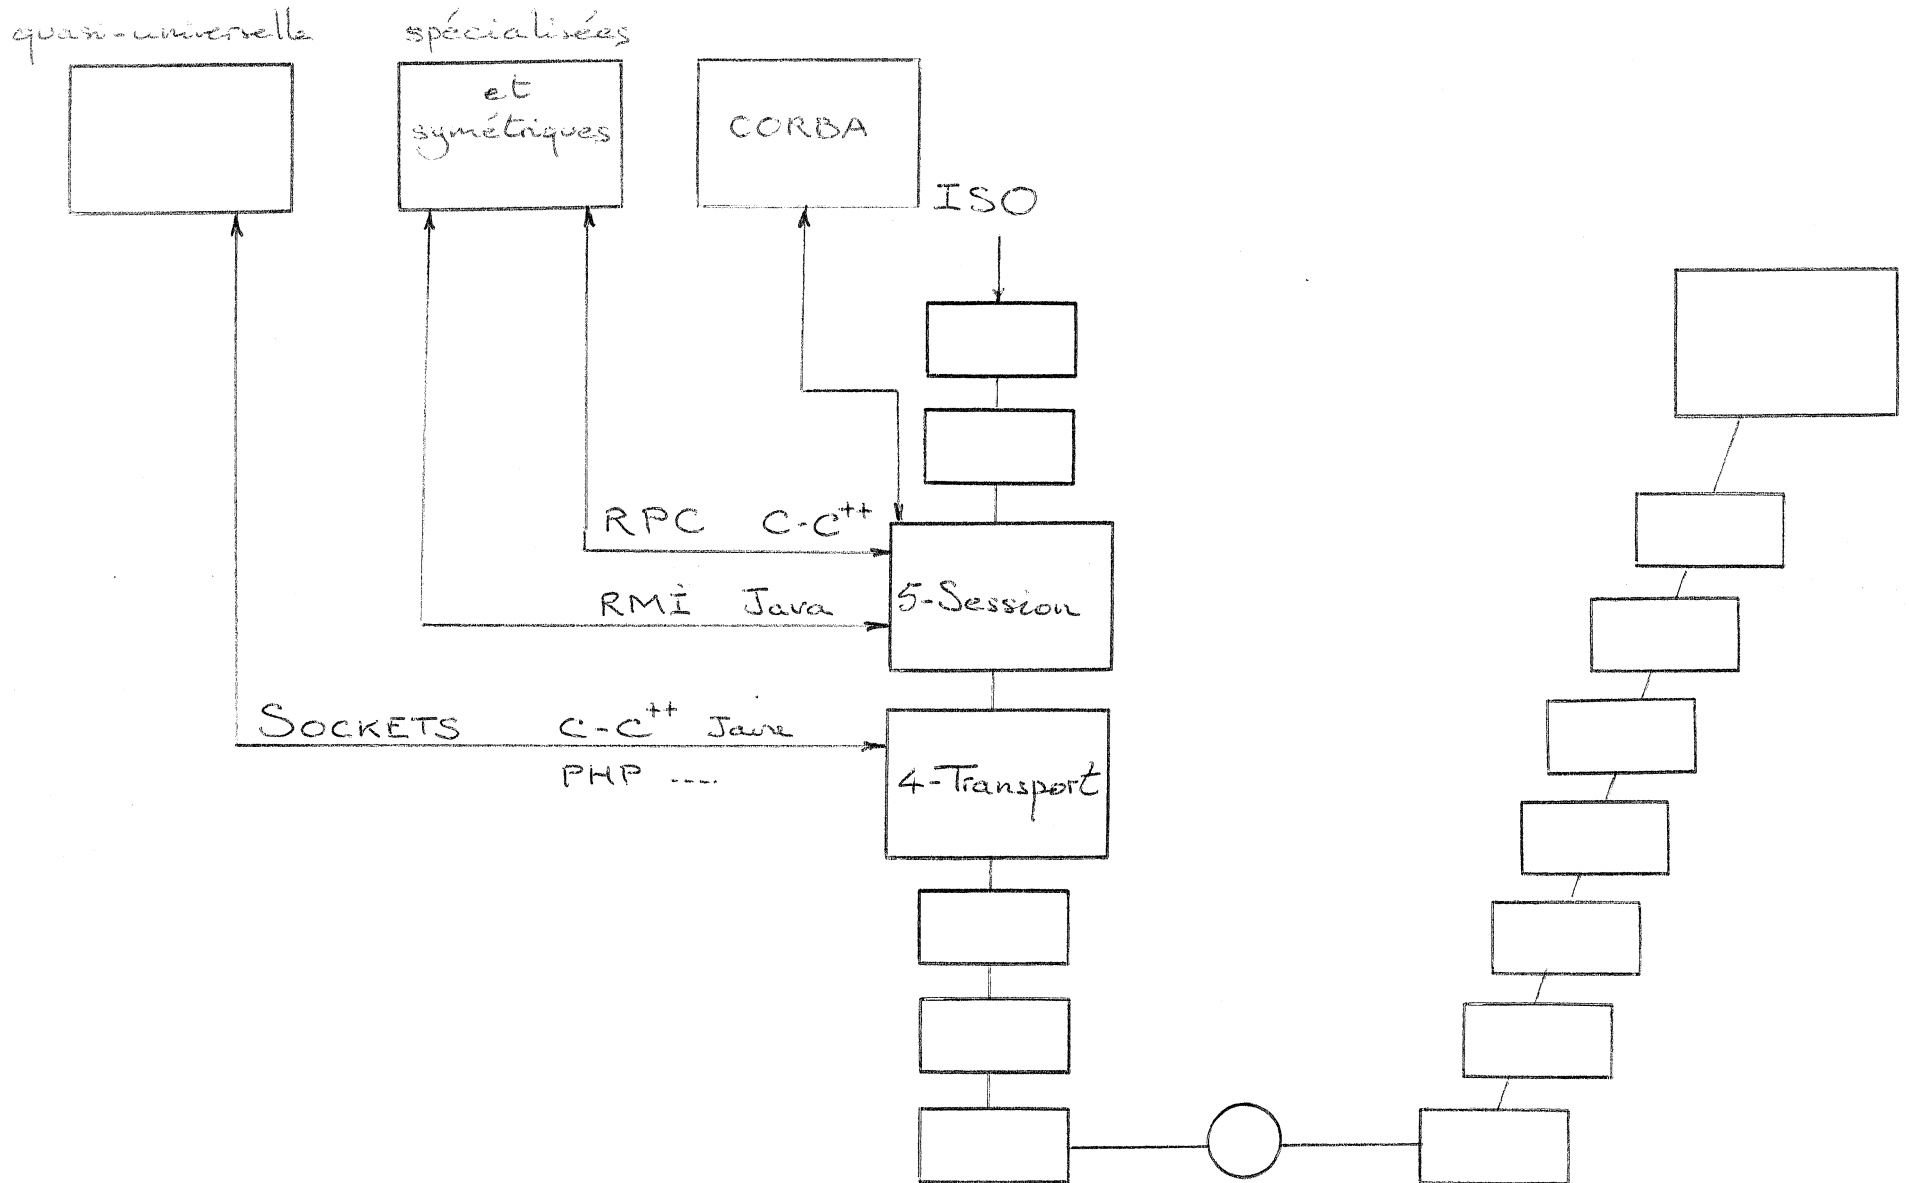 quasi-universelle
spécialisées
et
symétriques
CORBA
ISO
RPC C-C++
RMI Java
5-Session
SOCKETS C-C++ Java
PHP ....
4-Transport